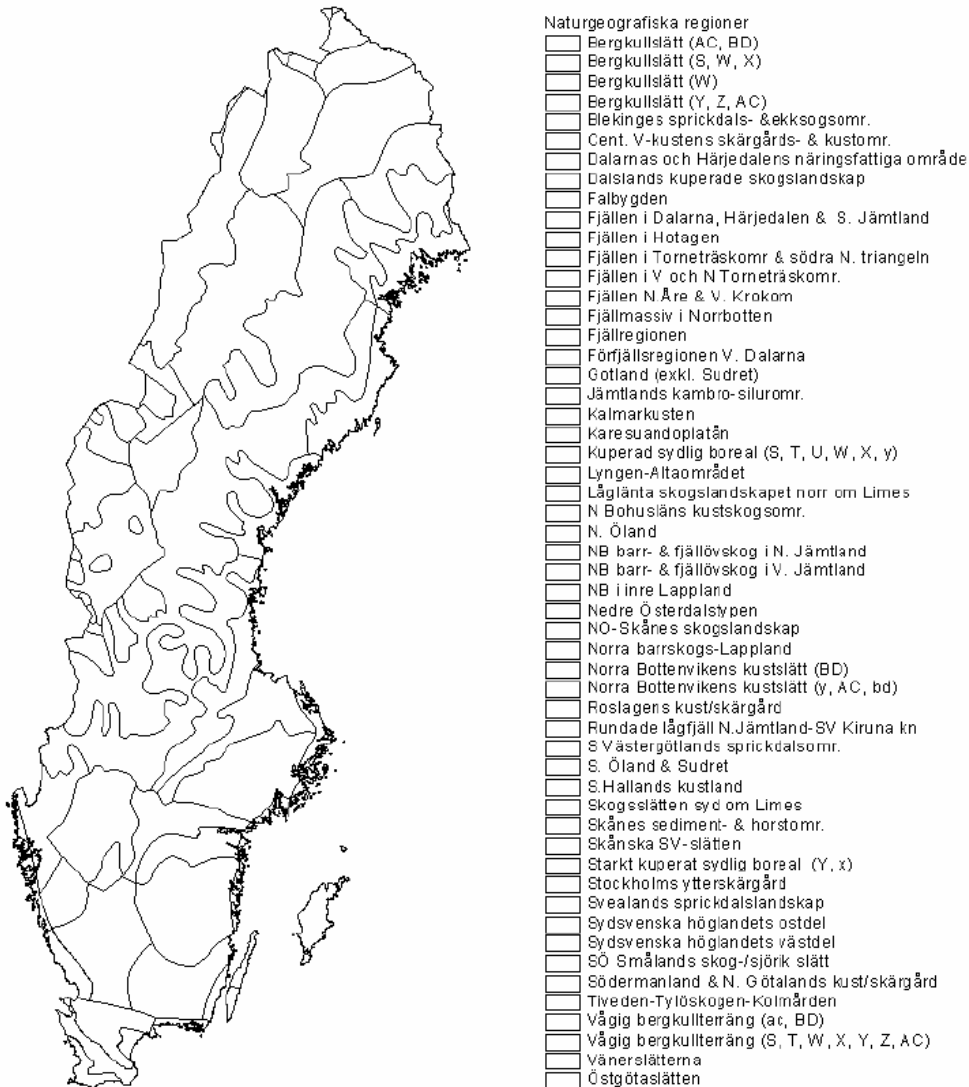 Naturgeografiska regioner
Bergkullslätt (AC, BD)
Bergkullslätt (S, W, X)
Bergkullslätt (W)
Bergkullslätt (Y, Z, AC)
Blekinges sprickdals- &ekksogsomr.
Cent. V-kustens skärgårds- & kustomr.
Dalarnas och Härjedalens näringsfattiga område
Dalslands kuperade skogslandskap
Falbygden
Fjällen i Dalarna, Härjedalen & S. Jämtland
Fjällen i Hotagen
Fjällen i Torneträskomr & södra N. triangeln
Fjällen i V och N Torneträskomr.
Fjällen N.Åre & V. Krokom
Fjällmassiv i Norrbotten
Fjällregionen
Förfjällsregionen V. Dalarna
Gotland (exkl. Sudret)
Jämtlands kambro-siluromr.
Kalmarkusten
Karesuandoplatån
Kuperad sydlig boreal (S, T, U, W, X, y)
Lyngen-Altaområdet
Låglänta skogslandskapet norr om Limes
N Bohusläns kustskogsomr.
N. Öland
NB barr- & fjällövskog i N. Jämtland
NB barr- & fjällövskog i V. Jämtland
NB i inre Lappland
Nedre Österdalstypen
NO-Skånes skogslandskap
Norra barrskogs-Lappland
Norra Bottenvikens kustslätt (BD)
Norra Bottenvikens kustslätt (y, AC, bd)
Roslagens kust/skärgård
Rundade lågfjäll N.Jämtland-SV Kiruna kn
S Västergötlands sprickdalsomr.
S. Öland & Sudret
S.Hallands kustland
Skogsslätten syd om Limes
Skånes sediment- & horstomr.
Skånska SV-slätten
Starkt kuperat sydlig boreal (Y, x)
Stockholms ytterskärgård
Svealands sprickdalslandskap
Sydsvenska höglandets ostdel
Sydsvenska höglandets västdel
SÖ Smålands skog-/sjörik slätt
Södermanland & N. Götalands kust/skärgård
Tiveden-Tylöskogen-Kolmården
Vågig bergkullterräng (ac, BD)
Vågig bergkullterräng (S, T, W, X, Y, Z, AC)
Vänerslätterna
Östgötaslätten